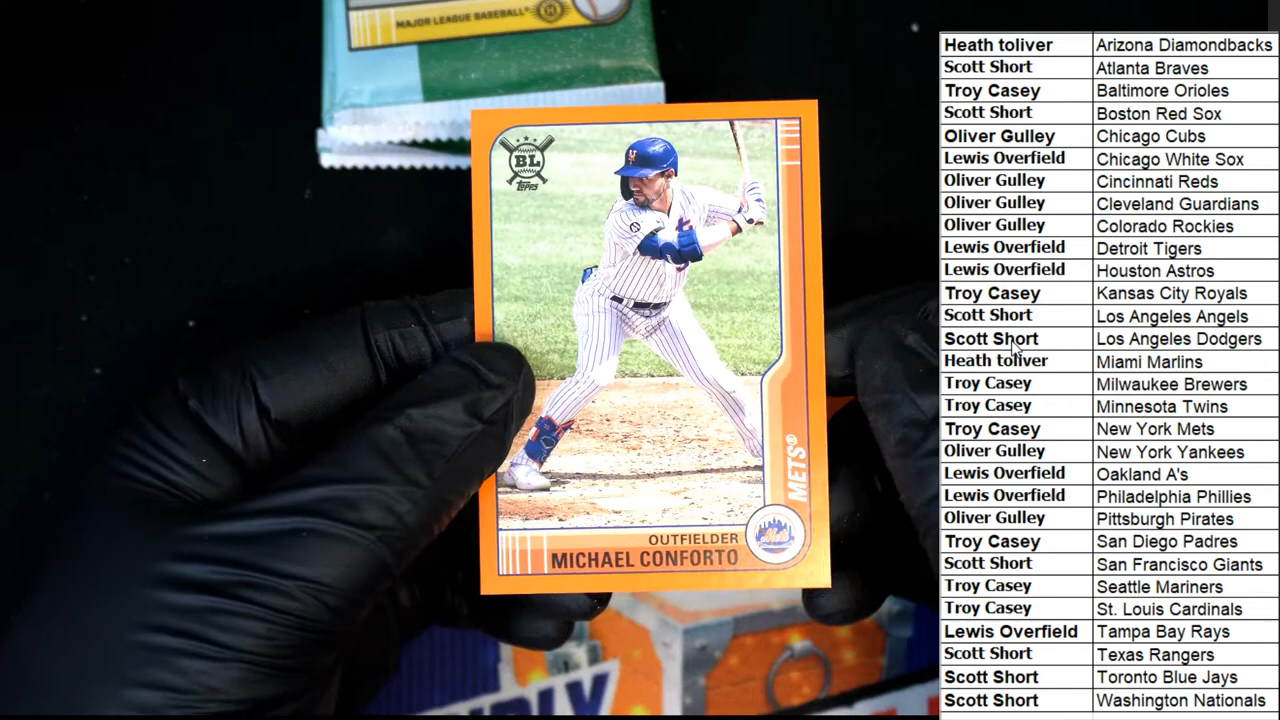 MAJOR LEAGUE BASEBALL®
BL
TOPPS
METS®
Mets
OUTFIELDER
MICHAEL CONFORTO
Heath toliver Arizona Diamondbacks
Scott Short Atlanta Braves
Troy Casey Baltimore Orioles
Scott Short Boston Red Sox
Oliver Gulley Chicago Cubs
Lewis Overfield Chicago White Sox
Oliver Gulley Cincinnati Reds
Oliver Gulley Cleveland Guardians
Oliver Gulley Colorado Rockies
Lewis Overfield Detroit Tigers
Lewis Overfield Houston Astros
Troy Casey Kansas City Royals
Scott Short Los Angeles Angels
Scott Short Los Angeles Dodgers
Heath toliver Miami Marlins
Troy Casey Milwaukee Brewers
Troy Casey Minnesota Twins
Troy Casey New York Mets
Oliver Gulley New York Yankees
Lewis Overfield Oakland A's
Lewis Overfield Philadelphia Phillies
Oliver Gulley Pittsburgh Pirates
Troy Casey San Diego Padres
Scott Short San Francisco Giants
Troy Casey Seattle Mariners
Troy Casey St. Louis Cardinals
Lewis Overfield Tampa Bay Rays
Scott Short Texas Rangers
Scott Short Toronto Blue Jays
Scott Short Washington Nationals